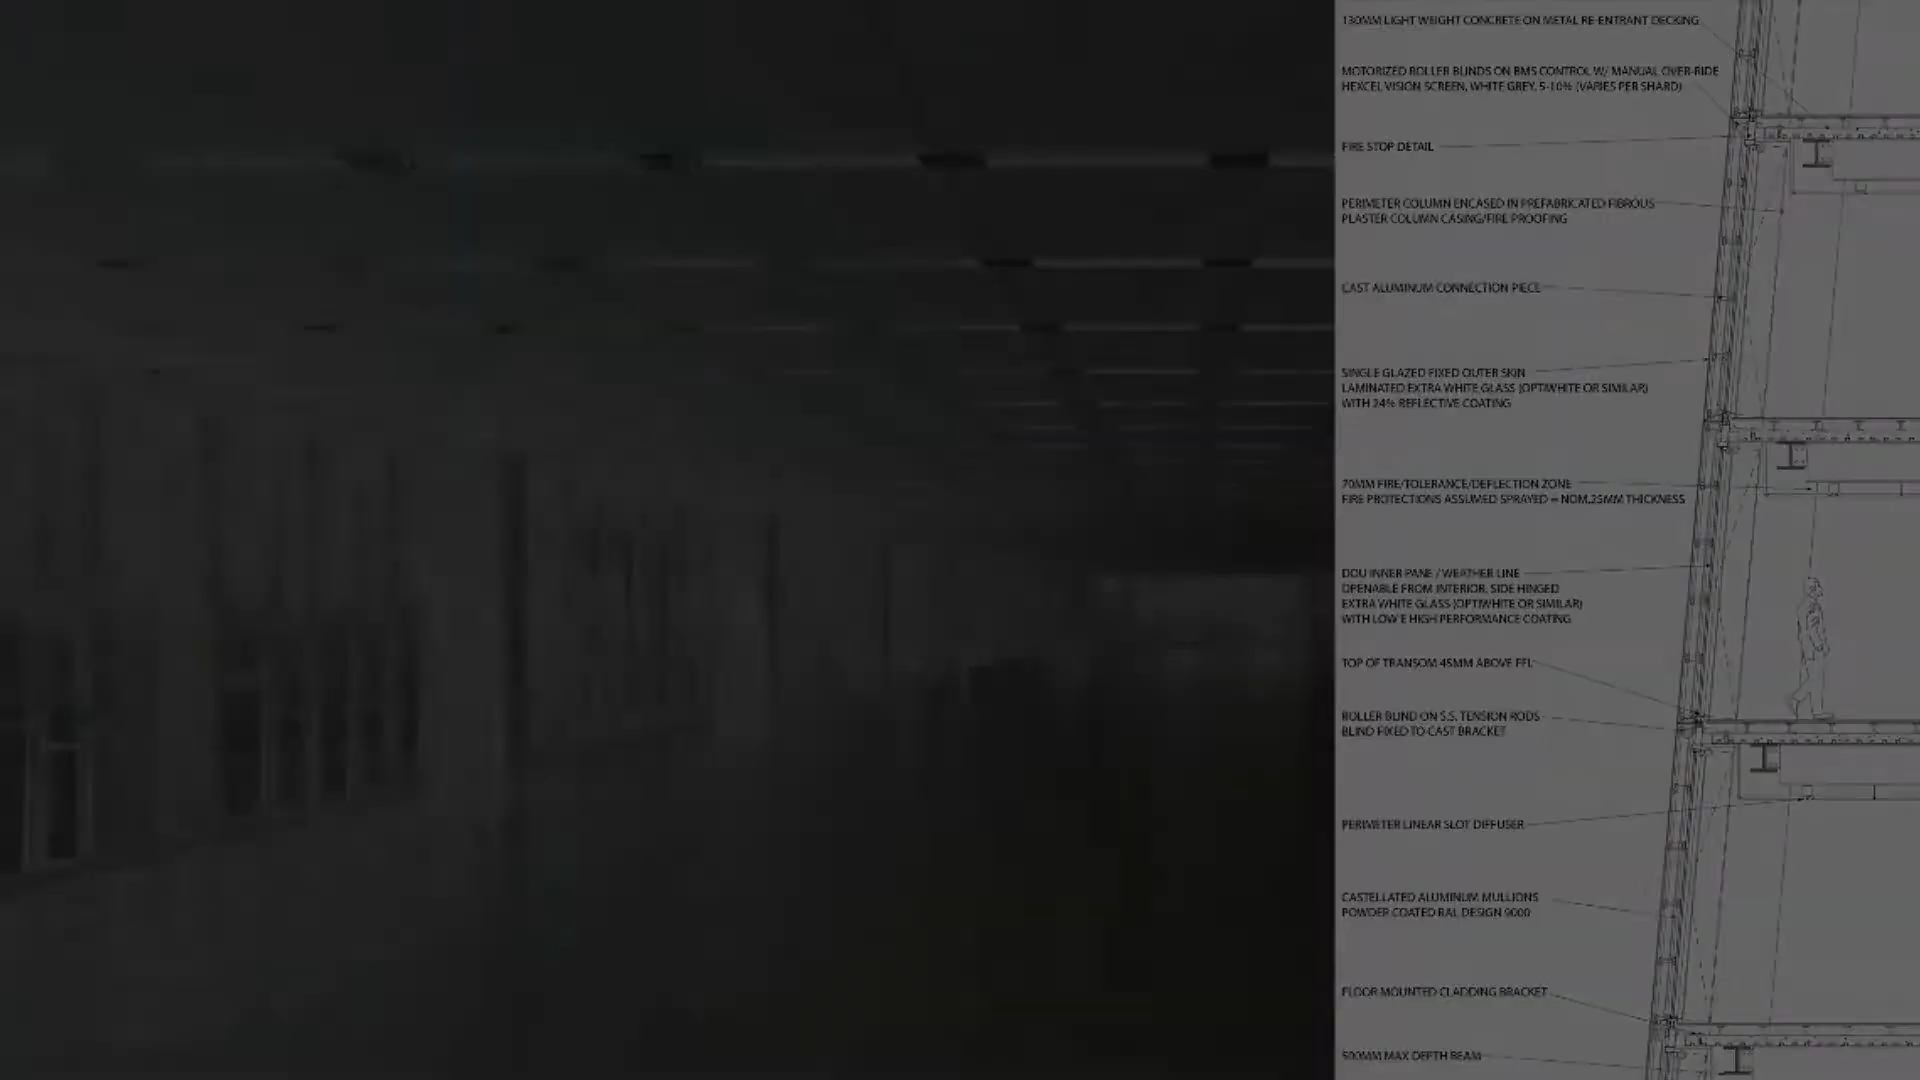 130MM LIGHT WEIGHT CONCRETE ON METAL RE-ENTRANT DECKING
MOTORIZED ROLLER BLINDS ON BMS CONTROL W/ MANUAL OVER-RIDE
HEXCEL VISION SCREEN, WHITE GREY, 5-10% (VARIES PER SHARD)
FIRE STOP DETAIL
PERIMETER COLUMN ENCASED IN PREFABRICATED FIBROUS
PLASTER COLUMN CASING/FIRE PROOFING
CAST ALUMINUM CONNECTION PIECE
SINGLE GLAZED FIXED OUTER SKIN
LAMINATED EXTRA WHITE GLASS (OPTIWHITE OR SIMILAR)
WITH 24% REFLECTIVE COATING
70MM FIRE/TOLERANCE/DEFLECTION ZONE
FIRE PROTECTIONS ASSUMED SPRAYED = NOM.25MM THICKNESS
DGU INNER PANE / WEATHER LINE
OPENABLE FROM INTERIOR, SIDE HINGED
EXTRA WHITE GLASS (OPTIWHITE OR SIMILAR)
WITH LOW E HIGH PERFORMANCE COATING
TOP OF TRANSOM 45MM ABOVE FFL
ROLLER BLIND ON S.S. TENSION RODS
BLIND FIXED TO CAST BRACKET
PERIMETER LINEAR SLOT DIFFUSER
CASTELLATED ALUMINUM MULLIONS
POWDER COATED RAL DESIGN 9000
FLOOR MOUNTED CLADDING BRACKET
500MM MAX DEPTH BEAM